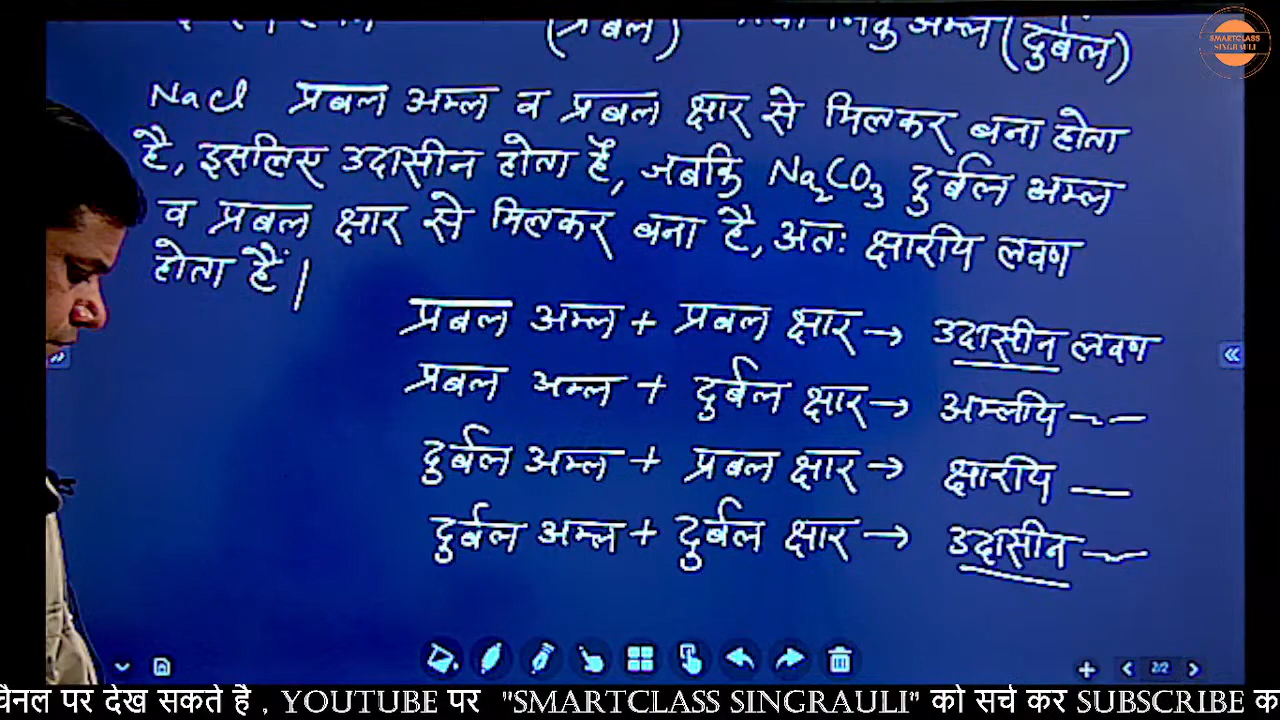 (प्रबल) अम्ल (दुर्बल)
SMARTCLASS
SINGRAULI
NaCl प्रबल अम्ल व प्रबल क्षार से मिलकर बना होता
है, इसलिए उदासीन होता हैं, जबकि Na₂CO₃ दुर्बल अम्ल
व प्रबल क्षार से मिलकर बना है, अतः क्षारीय लवण
होता हैं।
प्रबल अम्ल + प्रबल क्षार → उदासीन लवण
प्रबल अम्ल + दुर्बल क्षार → अम्लीय —
दुर्बल अम्ल + प्रबल क्षार → क्षारीय —
दुर्बल अम्ल + दुर्बल क्षार → उदासीन —
2/2
चैनल पर देख सकते है , YOUTUBE पर "SMARTCLASS SINGRAULI" को सर्च कर SUBSCRIBE क